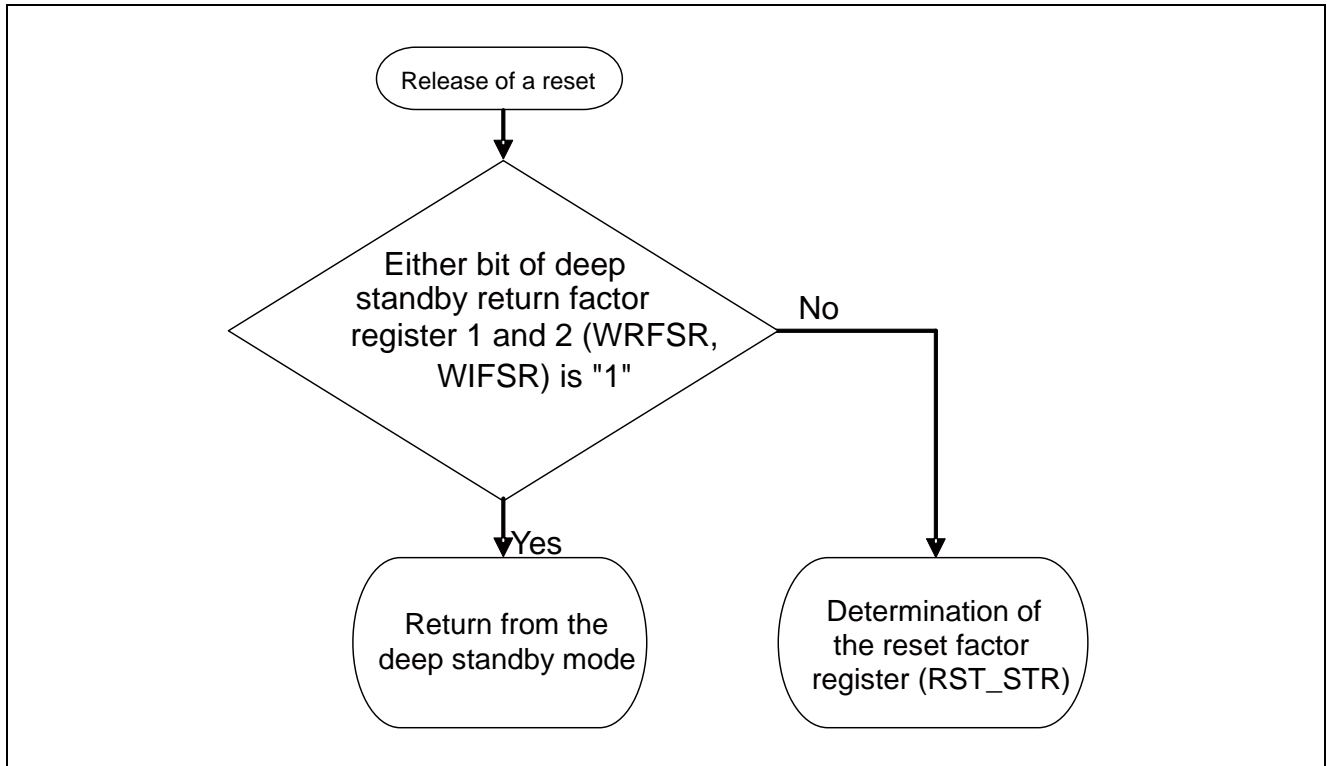 Release of a reset
Either bit of deep
standby return factor
register 1 and 2 (WRFSR,
WIFSR) is "1"
No
Yes
Return from the
deep standby mode
Determination of
the reset factor
register (RST_STR)